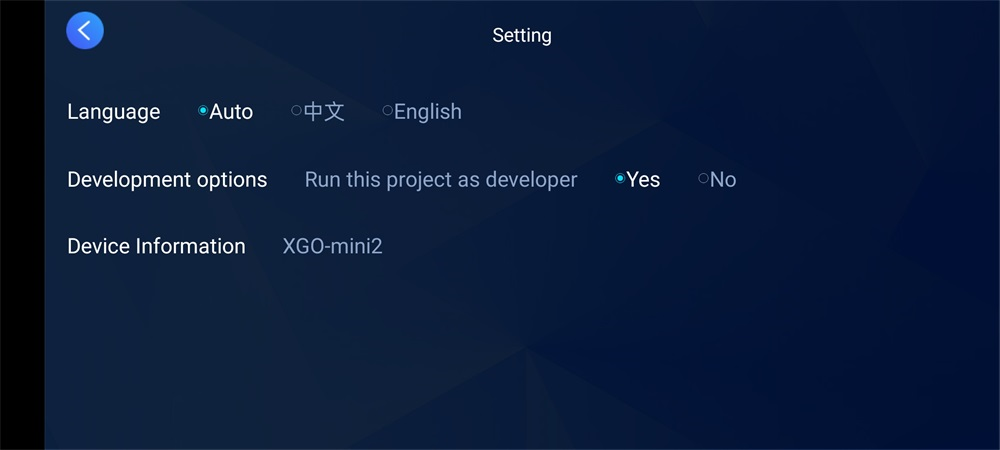 Setting
Language Auto 中文 English
Development options Run this project as developer Yes No
Device Information XGO-mini2